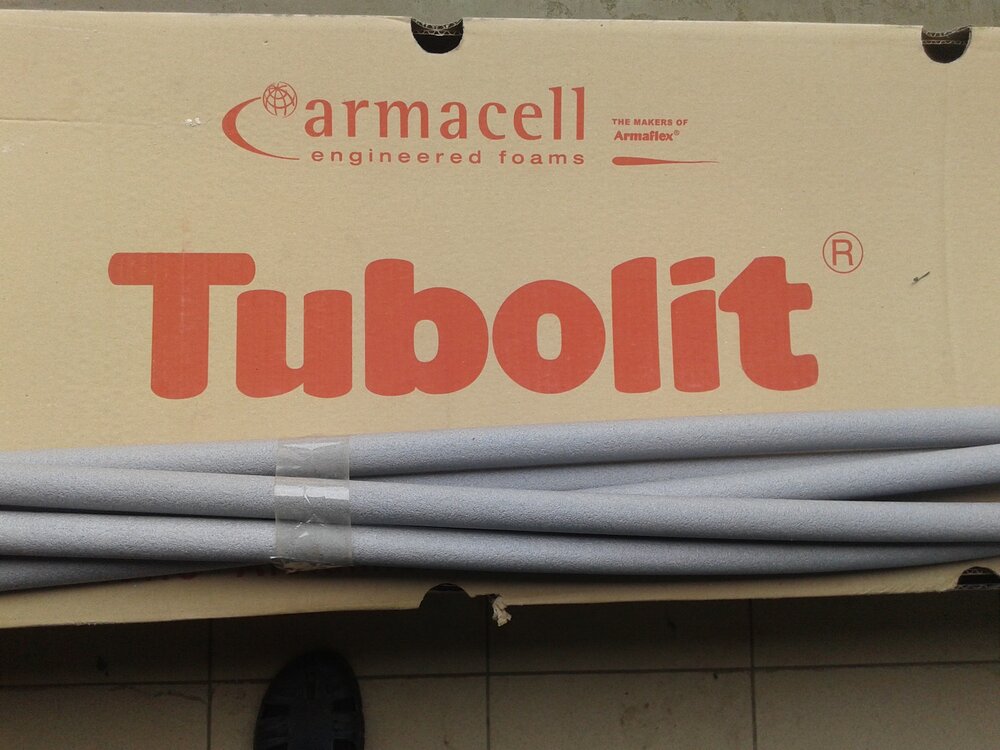 armacell
engineered foams
THE MAKERS OF
Armaflex®
Tubolit®